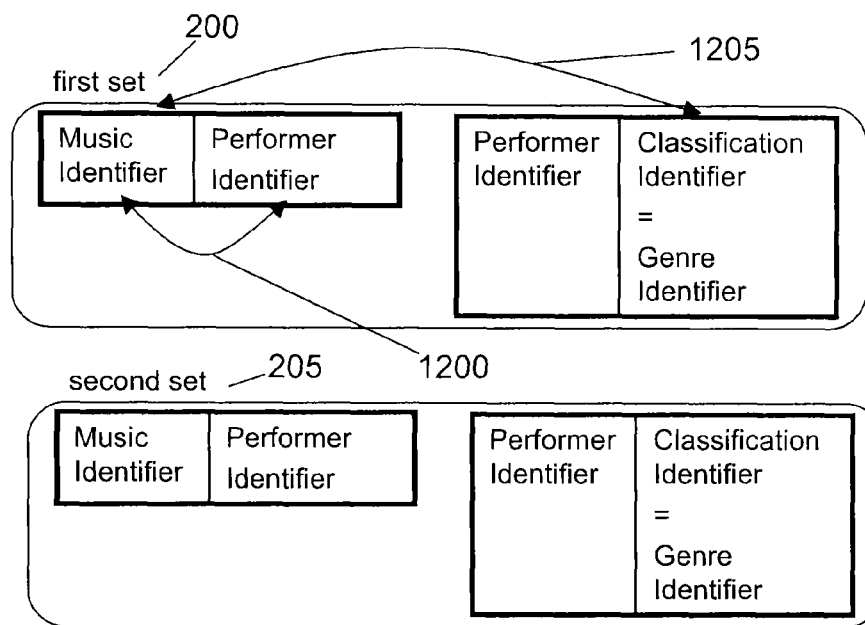 200
1205
first set
Music
Identifier
Performer
Identifier
Performer
Identifier
Classification
Identifier
=
Genre
Identifier
1200
second set
205
Music
Identifier
Performer
Identifier
Performer
Identifier
Classification
Identifier
=
Genre
Identifier